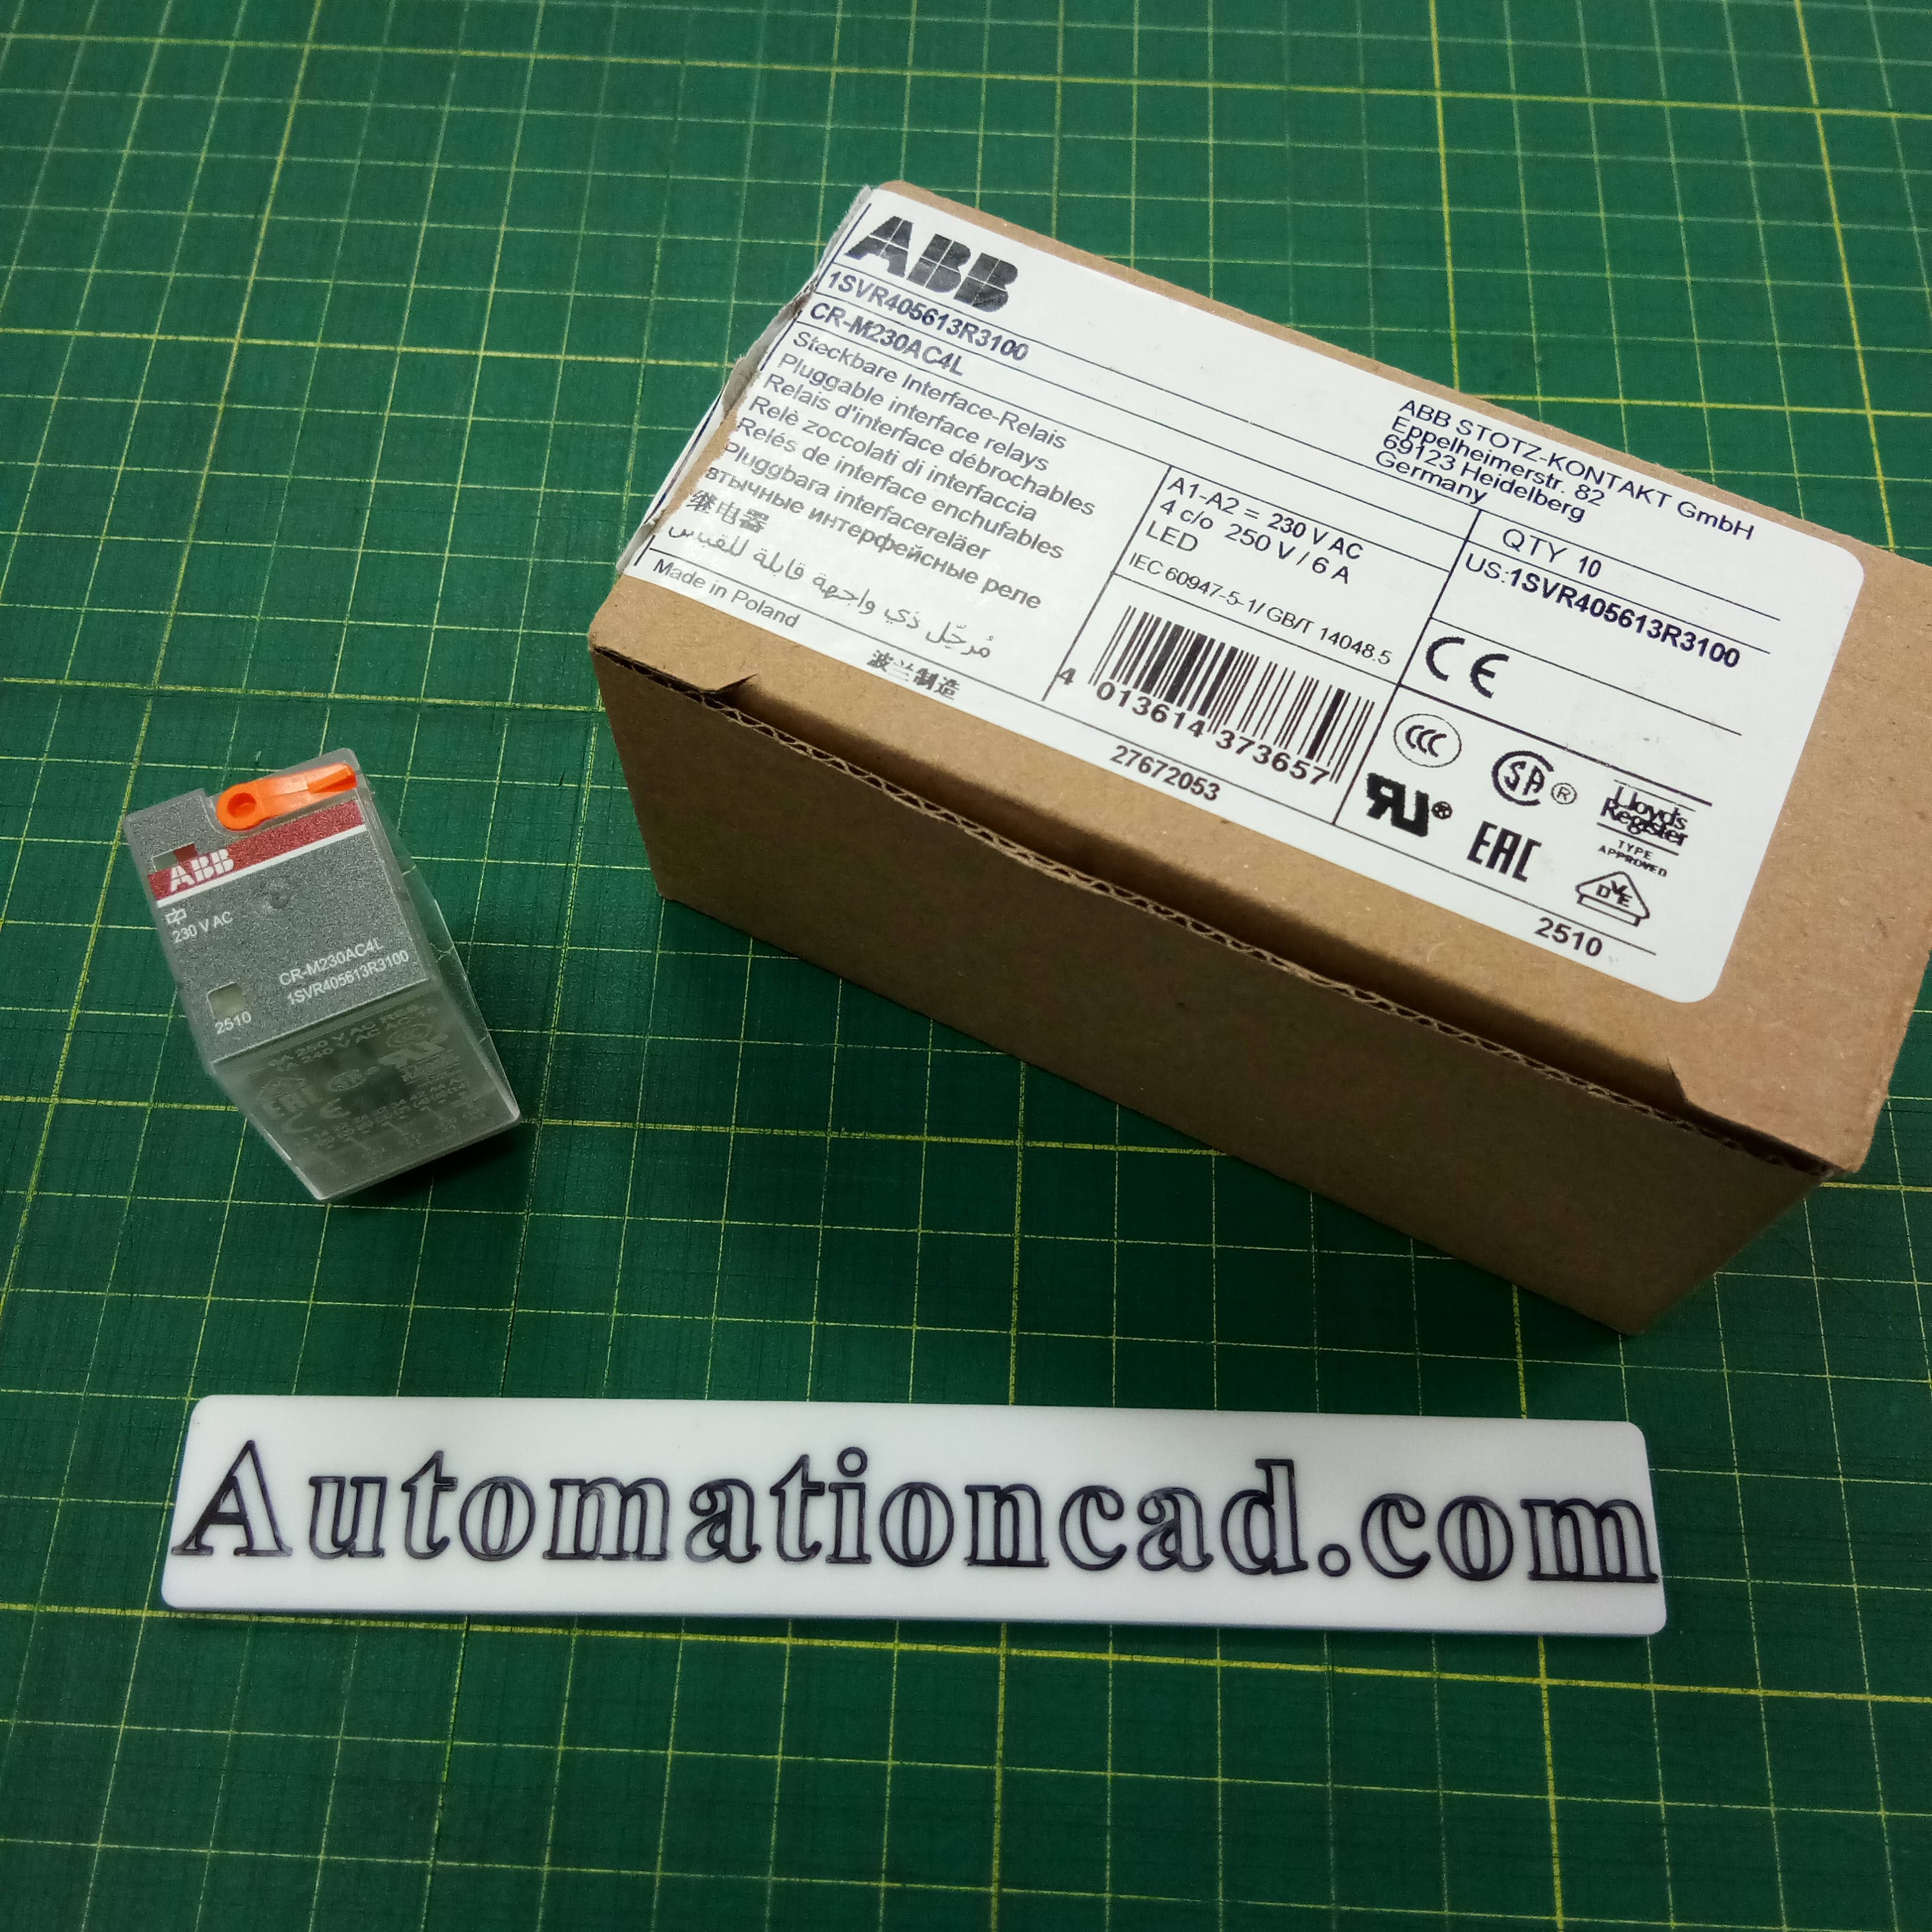 ABB
1SVR405613R3100
CR-M230AC4L
Steckbare Interface-Relais
Pluggable interface relays
Relais d'interface débrochables
Relè zoccolati di interfaccia
Relés de interface enchufables
Pluggbara interfacereläer
втычные интерфейсные реле
继电器
مُرحّل ذي واجهة قابلة للقبس
Made in Poland
波兰制造
ABB STOTZ-KONTAKT GmbH
Eppelheimerstr. 82
69123 Heidelberg
Germany
A1-A2 = 230 V AC
4 c/o 250 V / 6 A
LED
IEC 60947-5-1/ GB/T 14048.5
4 013614 373657
27672053
QTY 10
US:1SVR405613R3100
CE
CCC
SA ®
Lloyd's
Register
TYPE
APPROVED
RU ®
EAC
DVE
2510
ABB
230 V AC
CR-M230AC4L
1SVR405613R3100
2510
Automationcad.com